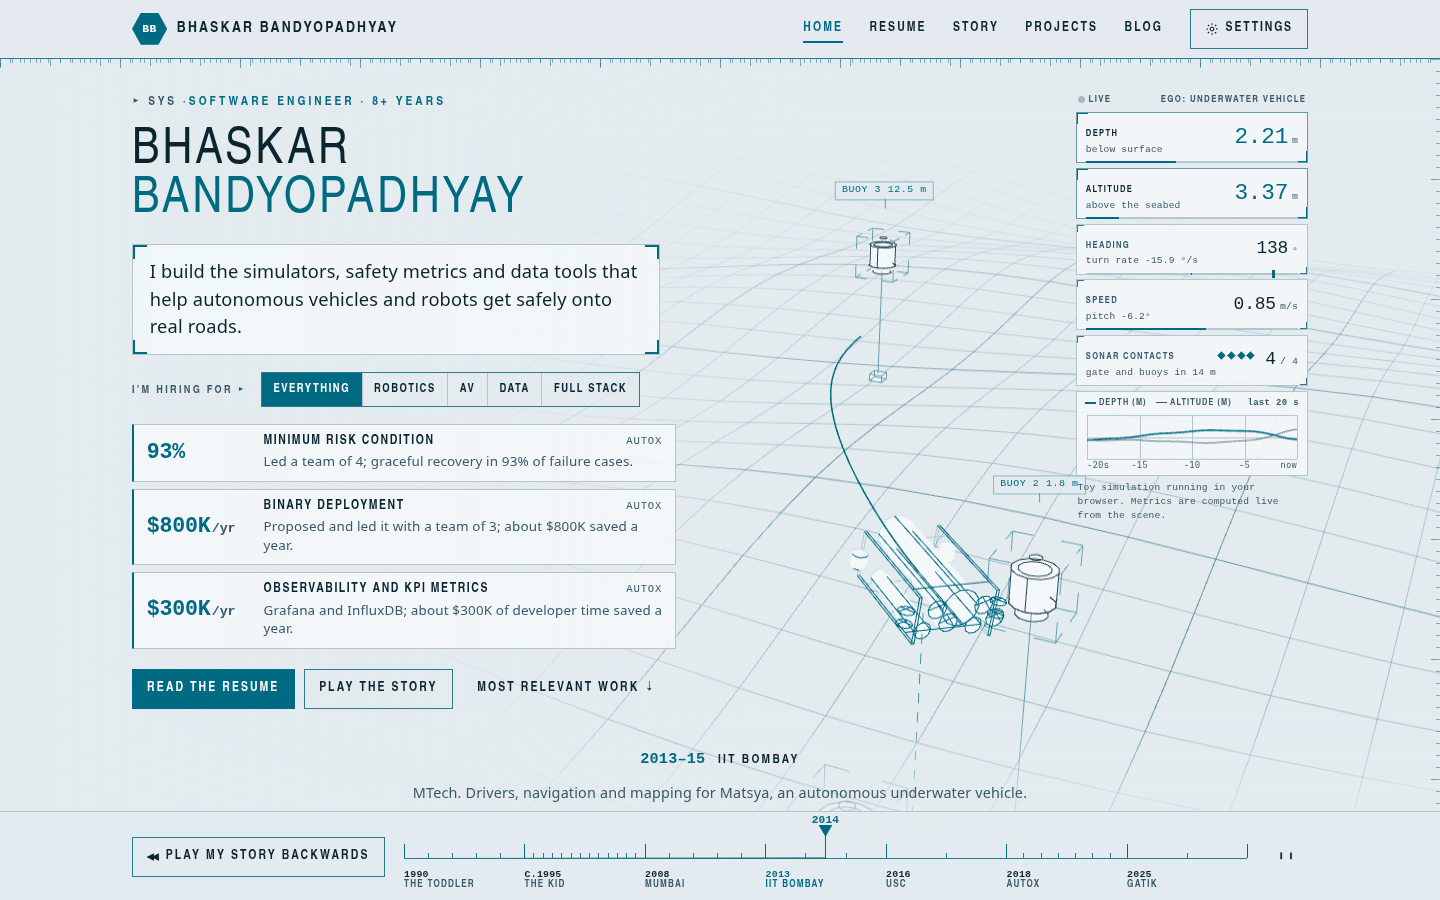 BB BHASKAR BANDYOPADHYAY
HOME RESUME STORY PROJECTS BLOG SETTINGS
▸ SYS ·SOFTWARE ENGINEER · 8+ YEARS
BHASKAR
BANDYOPADHYAY
I build the simulators, safety metrics and data tools that
help autonomous vehicles and robots get safely onto
real roads.
I'M HIRING FOR ▸ EVERYTHING ROBOTICS AV DATA FULL STACK
93% MINIMUM RISK CONDITION AUTOX
Led a team of 4; graceful recovery in 93% of failure cases.
$800K/yr BINARY DEPLOYMENT AUTOX
Proposed and led it with a team of 3; about $800K saved a
year.
$300K/yr OBSERVABILITY AND KPI METRICS AUTOX
Grafana and InfluxDB; about $300K of developer time saved a
year.
READ THE RESUME PLAY THE STORY MOST RELEVANT WORK ↓
BUOY 3 12.5 m
BUOY 2 1.8 m
LIVE EGO: UNDERWATER VEHICLE
DEPTH 2.21 m
below surface
ALTITUDE 3.37 m
above the seabed
HEADING 138 °
turn rate -15.9 °/s
SPEED 0.85 m/s
pitch -6.2°
SONAR CONTACTS ◆◆◆◆ 4 / 4
gate and buoys in 14 m
DEPTH (M) ALTITUDE (M) last 20 s
-20s -15 -10 -5 now
Toy simulation running in your
browser. Metrics are computed live
from the scene.
2013–15 IIT BOMBAY
MTech. Drivers, navigation and mapping for Matsya, an autonomous underwater vehicle.
PLAY MY STORY BACKWARDS
2014
1990 C.1995 2008 2013 2016 2018 2025
THE TODDLER THE KID MUMBAI IIT BOMBAY USC AUTOX GATIK